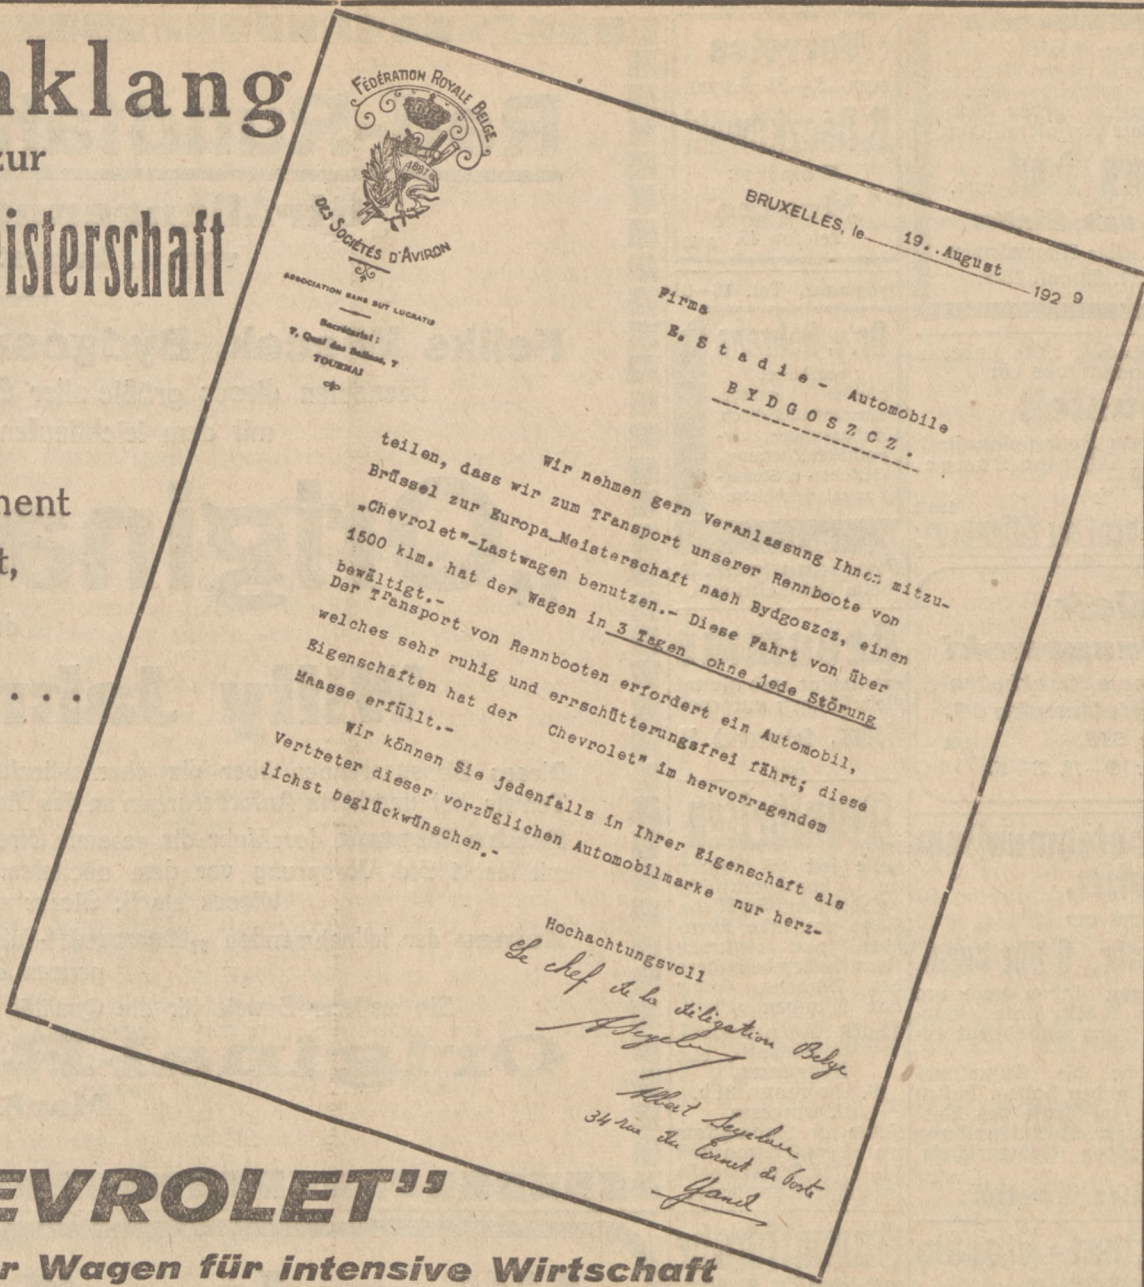 nklang
zur
eisterschaft
nent
t,
. . .
FÉDÉRATION ROYALE BELGE
1887
DES SOCIÉTÉS D'AVIRON
ASSOCIATION SANS BUT LUCRATIF
Secrétariat :
7, Quai des Salines, 7
TOURNAI
BRUXELLES, le 19. August 1929
Firma
E. Stadie - Automobile
BYDGOSZCZ.
Wir nehmen gern Veranlassung Ihnen mitzu-
teilen, dass wir zum Transport unserer Rennboote von
Brüssel zur Europa-Meisterschaft nach Bydgoszcz, einen
„Chevrolet"-Lastwagen benutzen.- Diese Fahrt von über
1500 klm. hat der Wagen in 3 Tagen ohne jede Störung
bewältigt.-
Der Transport von Rennbooten erfordert ein Automobil,
welches sehr ruhig und errschütterungsfrei fährt; diese
Eigenschaften hat der Chevrolet" im hervorragendem
Maasse erfüllt.-
Wir können Sie jedenfalls in Ihrer Eigenschaft als
Vertreter dieser vorzüglichen Automobilmarke nur herz-
lichst beglückwünschen.-
Hochachtungsvoll
Le chef de la déligation Belge
Albert
34 rue du Cornet de Poste
Gand
EVROLET”
r Wagen für intensive Wirtschaft